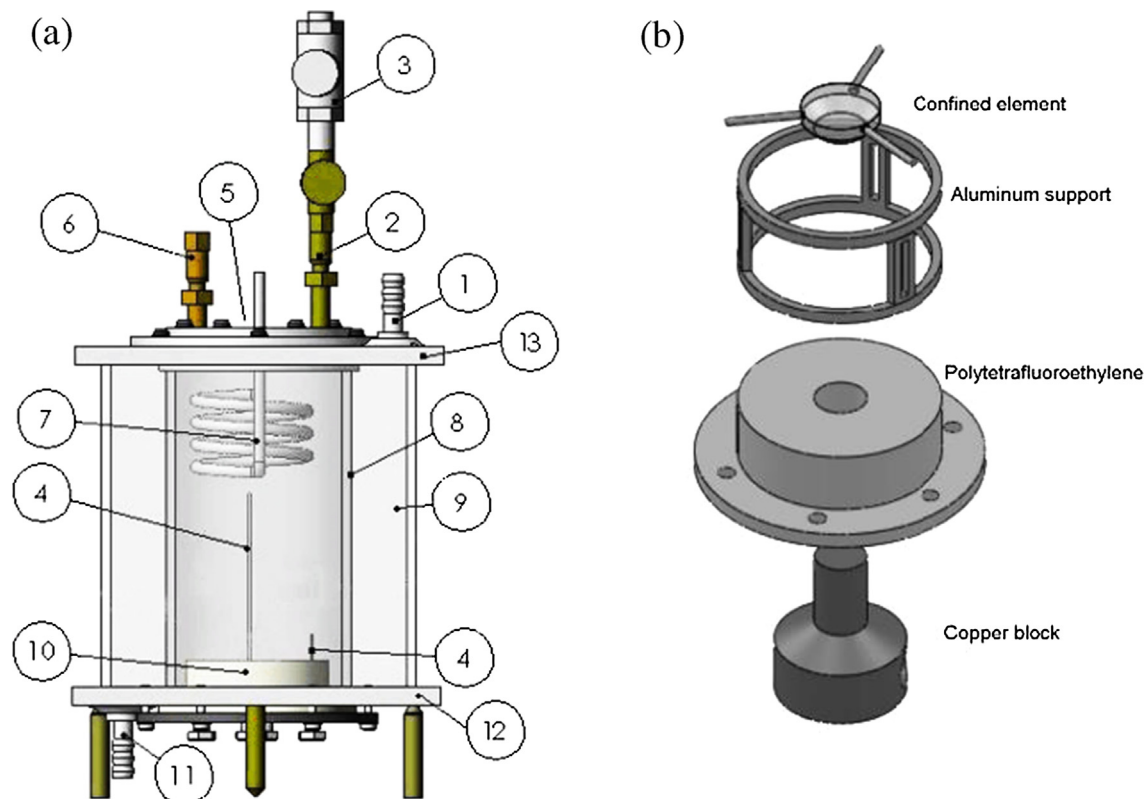 (a)
3
5
6
2
1
13
7
8
4
9
10
4
12
11
(b)
Confined element
Aluminum support
Polytetrafluoroethylene
Copper block